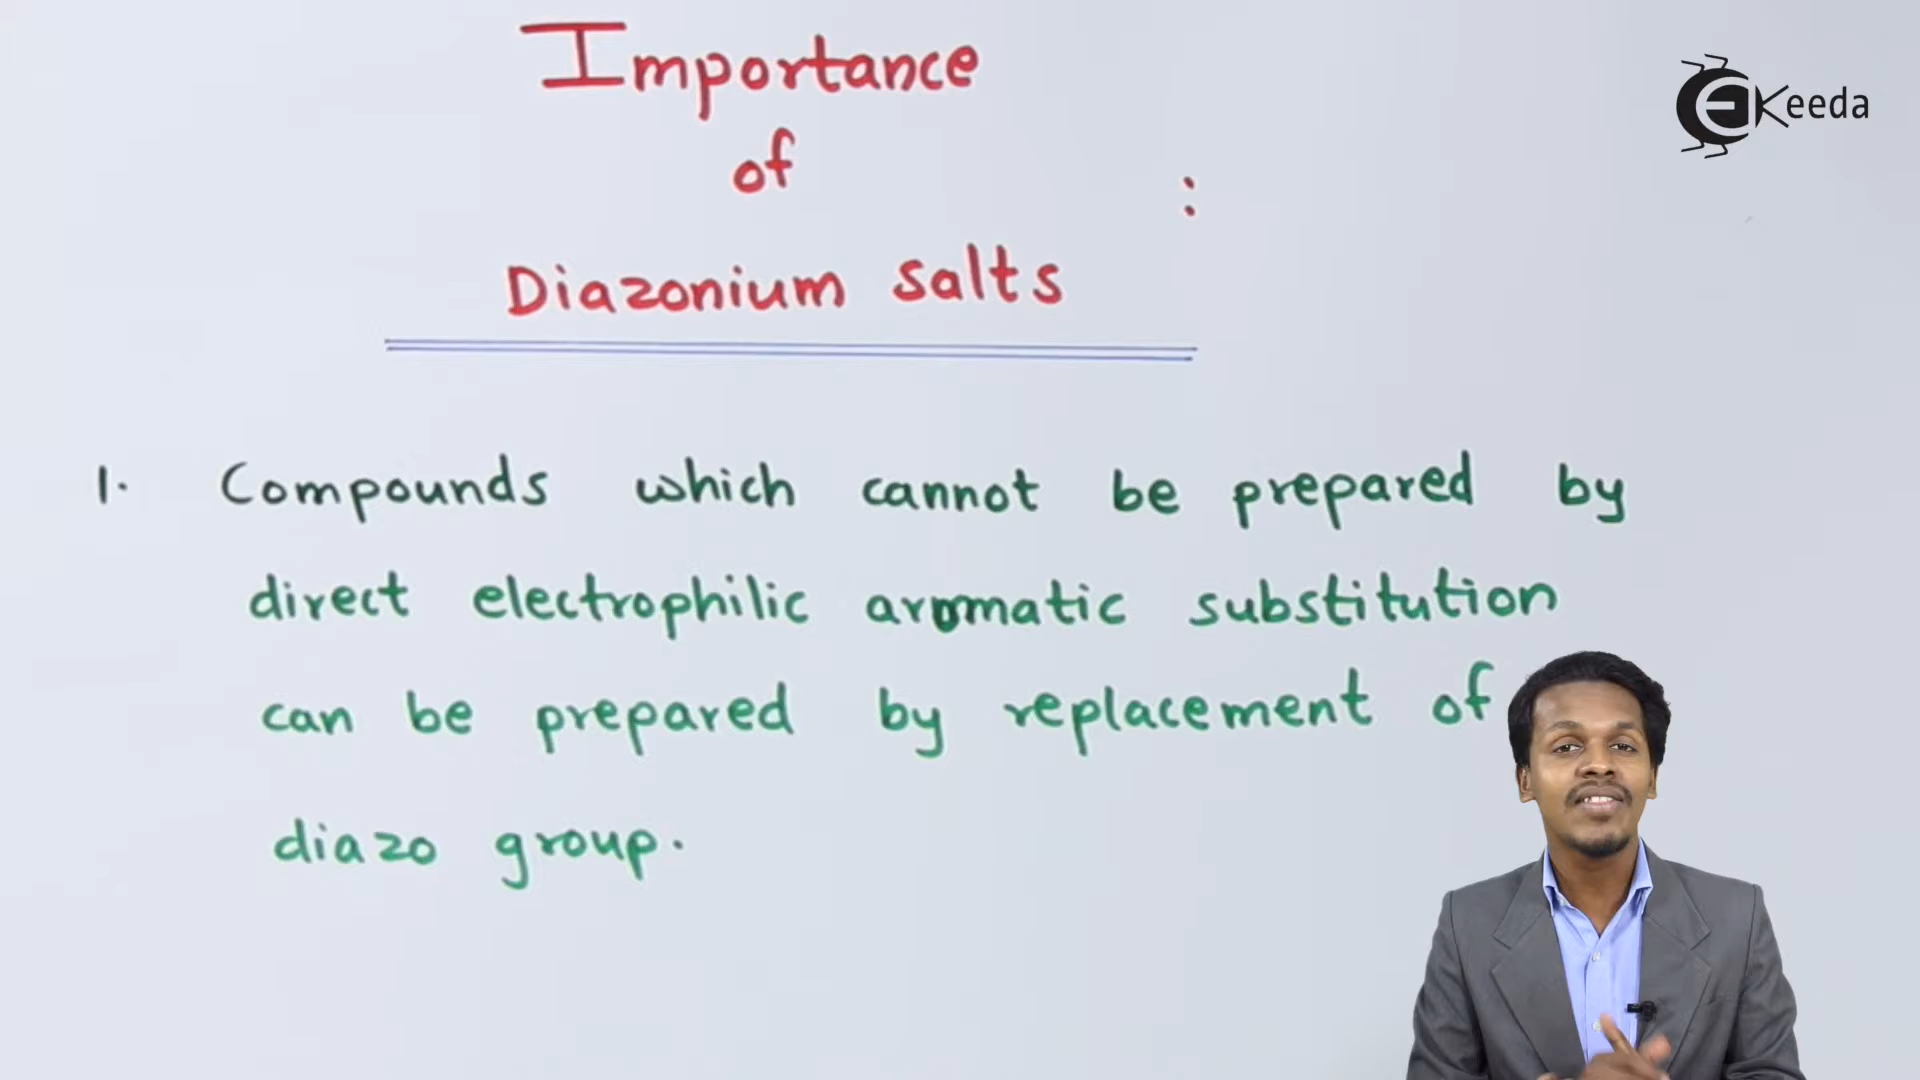 Importance
of
:
Diazonium salts
1. Compounds which cannot be prepared by
direct electrophilic aromatic substitution
can be prepared by replacement of
diazo group.
EKeeda